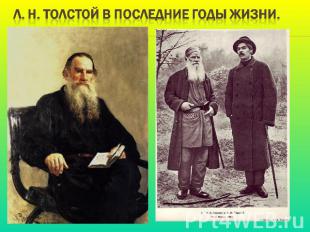 Л. Н. ТОЛСТОЙ В ПОСЛЕДНИЕ ГОДЫ ЖИЗНИ.
PPT4WEB.ru